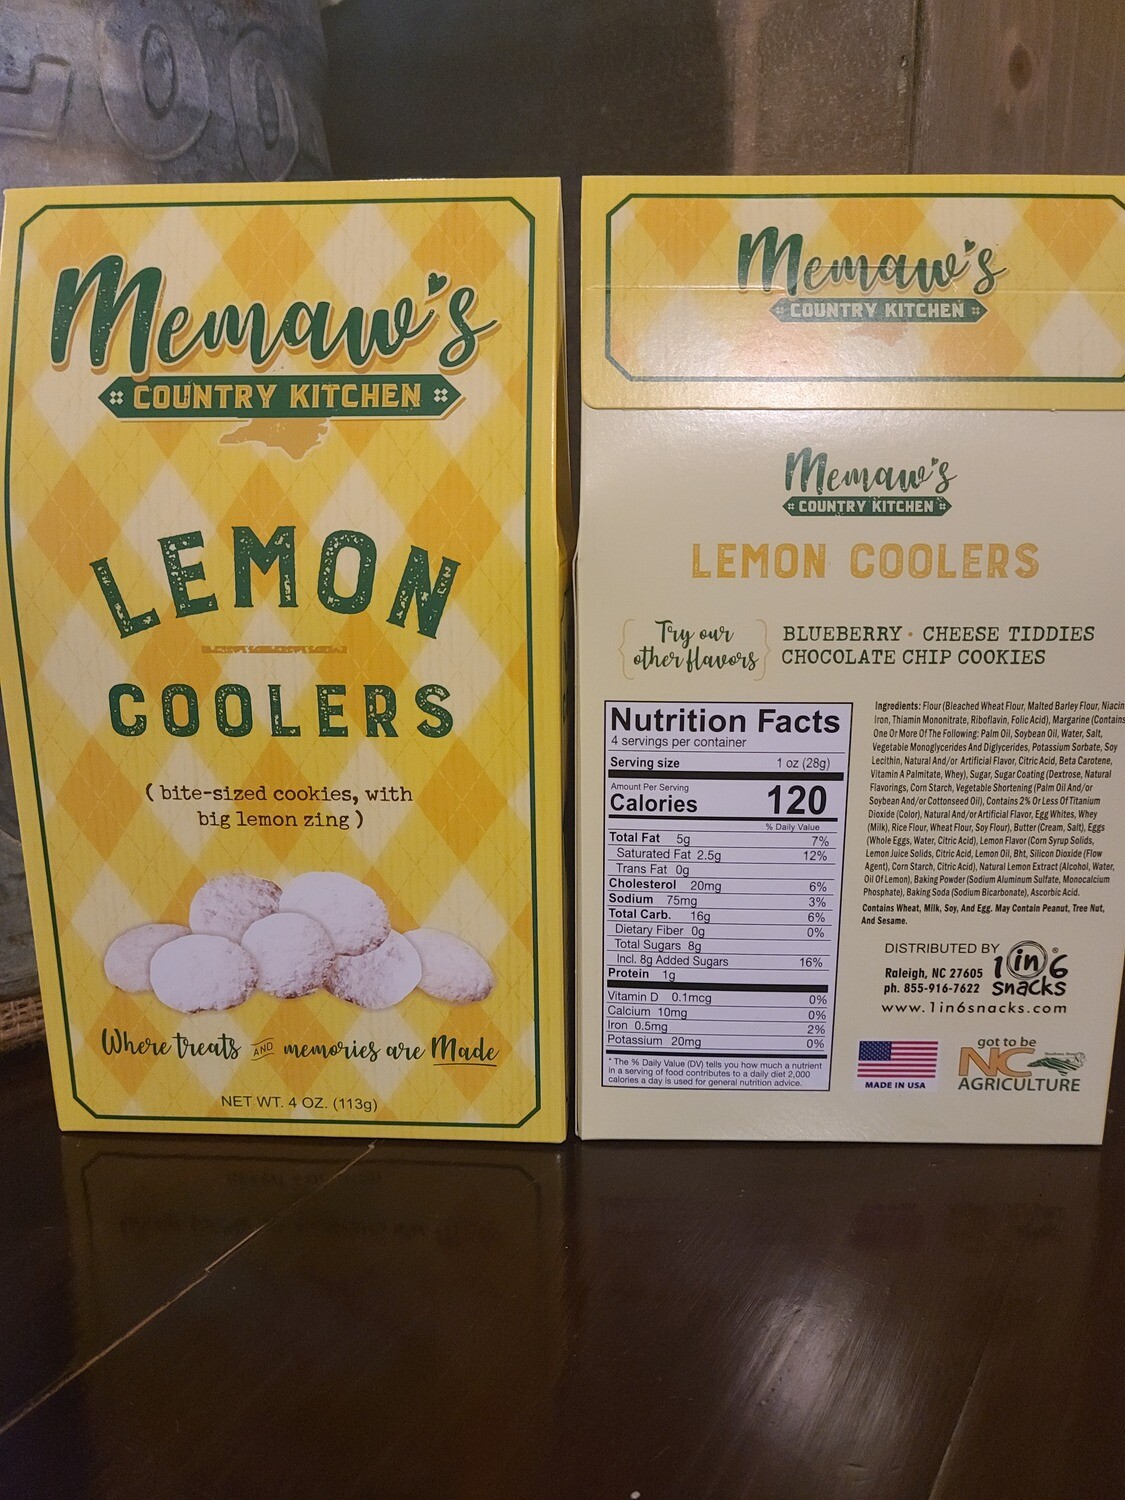 Memaw's
COUNTRY KITCHEN
LEMON
COOLERS
( bite-sized cookies, with
big lemon zing )
Where treats AND memories are Made
NET WT. 4 OZ. (113g)
Memaw's
COUNTRY KITCHEN
Memaw's
COUNTRY KITCHEN
LEMON COOLERS
Try our
other flavors
BLUEBERRY · CHEESE TIDDIES
CHOCOLATE CHIP COOKIES
Nutrition Facts
4 servings per container
Serving size 1 oz (28g)
Amount Per Serving
Calories 120
% Daily Value
Total Fat 5g 7%
Saturated Fat 2.5g 12%
Trans Fat 0g
Cholesterol 20mg 6%
Sodium 75mg 3%
Total Carb. 16g 6%
Dietary Fiber 0g 0%
Total Sugars 8g
Incl. 8g Added Sugars 16%
Protein 1g
Vitamin D 0.1mcg 0%
Calcium 10mg 0%
Iron 0.5mg 2%
Potassium 20mg 0%
* The % Daily Value (DV) tells you how much a nutrient
in a serving of food contributes to a daily diet 2,000
calories a day is used for general nutrition advice.
Ingredients: Flour (Bleached Wheat Flour, Malted Barley Flour, Niacin
Iron, Thiamin Mononitrate, Riboflavin, Folic Acid), Margarine (Contains
One Or More Of The Following: Palm Oil, Soybean Oil, Water, Salt,
Vegetable Monoglycerides And Diglycerides, Potassium Sorbate, Soy
Lecithin, Natural And/or Artificial Flavor, Citric Acid, Beta Carotene,
Vitamin A Palmitate, Whey), Sugar, Sugar Coating (Dextrose, Natural
Flavorings, Corn Starch, Vegetable Shortening (Palm Oil And/or
Soybean And/or Cottonseed Oil), Contains 2% Or Less Of Titanium
Dioxide (Color), Natural And/or Artificial Flavor, Egg Whites, Whey
(Milk), Rice Flour, Wheat Flour, Soy Flour), Butter (Cream, Salt), Eggs
(Whole Eggs, Water, Citric Acid), Lemon Flavor (Corn Syrup Solids,
Lemon Juice Solids, Citric Acid, Lemon Oil, Bht, Silicon Dioxide (Flow
Agent), Corn Starch, Citric Acid), Natural Lemon Extract (Alcohol, Water,
Oil Of Lemon), Baking Powder (Sodium Aluminum Sulfate, Monocalcium
Phosphate), Baking Soda (Sodium Bicarbonate), Ascorbic Acid.
Contains Wheat, Milk, Soy, And Egg. May Contain Peanut, Tree Nut,
And Sesame.
DISTRIBUTED BY
Raleigh, NC 27605
ph. 855-916-7622
1 in 6 ®
snacks
www.1in6snacks.com
MADE IN USA
got to be
NC
AGRICULTURE